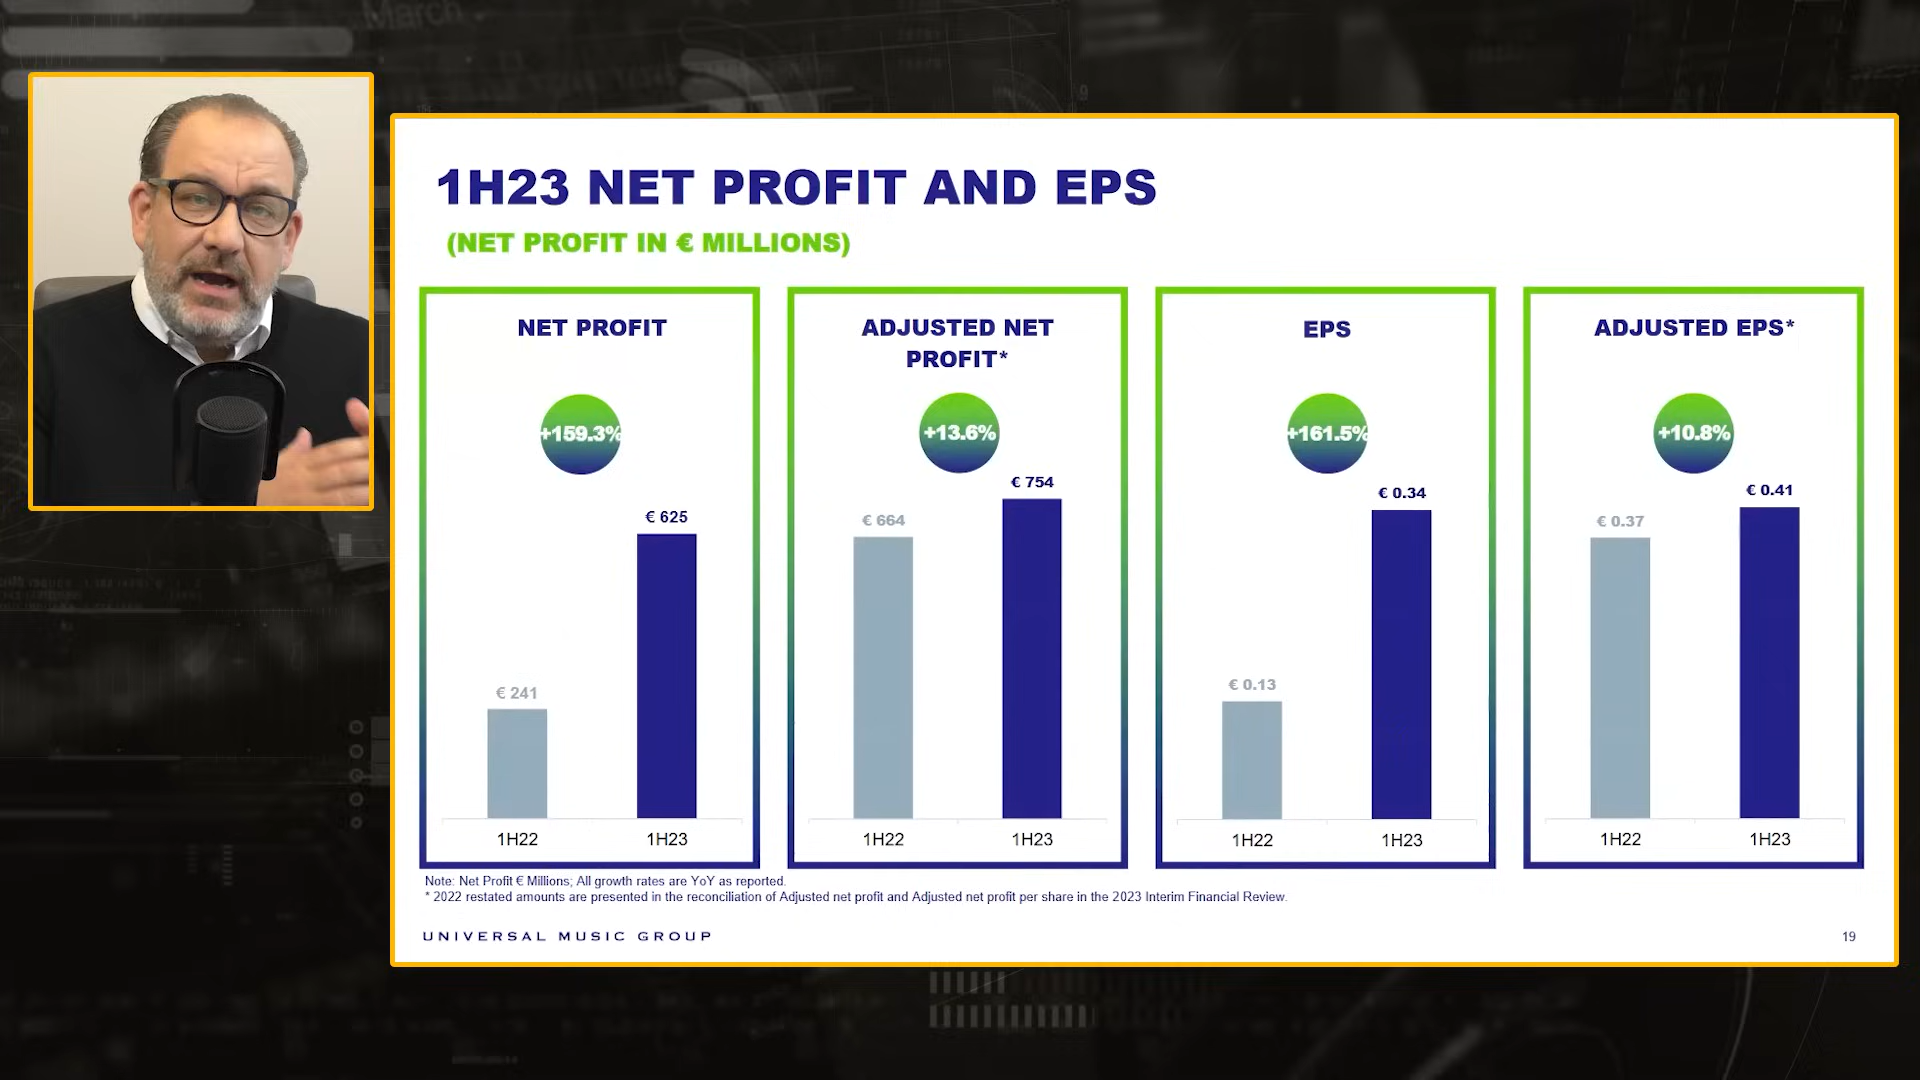 March
1H23 NET PROFIT AND EPS
(NET PROFIT IN € MILLIONS)
NET PROFIT
+159.3%
€ 241
€ 625
1H22
1H23
ADJUSTED NET
PROFIT*
+13.6%
€ 664
€ 754
1H22
1H23
EPS
+161.5%
€ 0.13
€ 0.34
1H22
1H23
ADJUSTED EPS*
+10.8%
€ 0.37
€ 0.41
1H22
1H23
Note: Net Profit € Millions; All growth rates are YoY as reported.
* 2022 restated amounts are presented in the reconciliation of Adjusted net profit and Adjusted net profit per share in the 2023 Interim Financial Review.
UNIVERSAL MUSIC GROUP
19